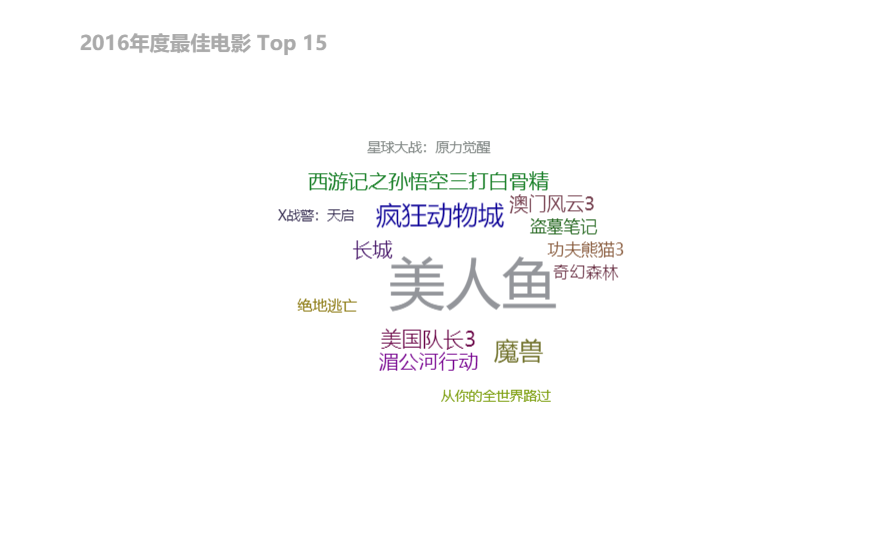 2016年度最佳电影 Top 15
星球大战：原力觉醒
西游记之孙悟空三打白骨精
澳门风云3
X战警：天启
疯狂动物城
盗墓笔记
长城
功夫熊猫3
奇幻森林
美人鱼
绝地逃亡
美国队长3
魔兽
湄公河行动
从你的全世界路过